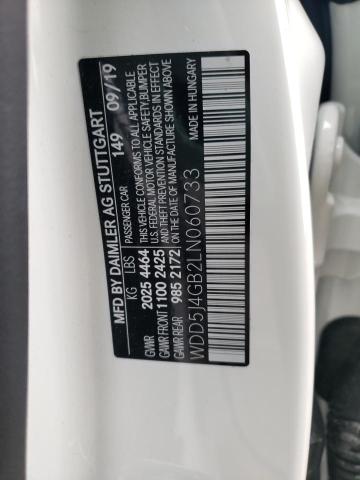 MFD BY DAIMLER AG STUTTGART
149 09/19
KG LBS
GVWR 2025 4464
GAWR FRONT 1100 2425
GAWR REAR 985 2172
PASSENGER CAR
THIS VEHICLE CONFORMS TO ALL APPLICABLE
U.S. FEDERAL MOTOR VEHICLE SAFETY, BUMPER
AND THEFT PREVENTION STANDARDS IN EFFECT
ON THE DATE OF MANUFACTURE SHOWN ABOVE
MADE IN HUNGARY
WDD5J4GB2LN060733